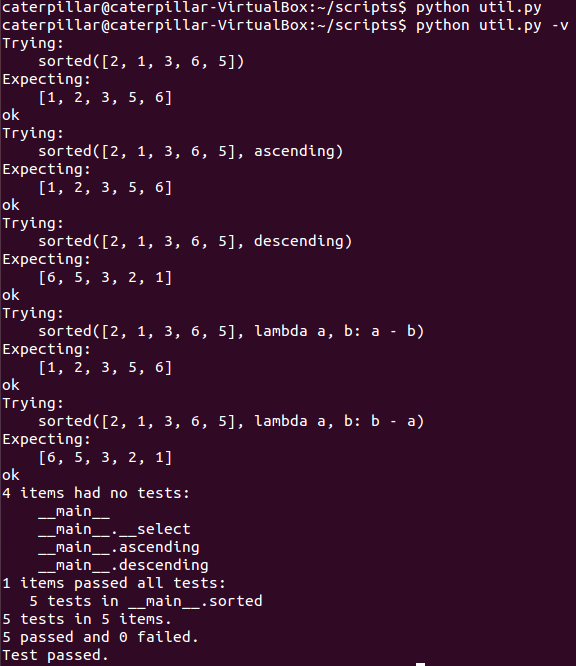 caterpillar@caterpillar-VirtualBox:~/scripts$ python util.py
caterpillar@caterpillar-VirtualBox:~/scripts$ python util.py -v
Trying:
    sorted([2, 1, 3, 6, 5])
Expecting:
    [1, 2, 3, 5, 6]
ok
Trying:
    sorted([2, 1, 3, 6, 5], ascending)
Expecting:
    [1, 2, 3, 5, 6]
ok
Trying:
    sorted([2, 1, 3, 6, 5], descending)
Expecting:
    [6, 5, 3, 2, 1]
ok
Trying:
    sorted([2, 1, 3, 6, 5], lambda a, b: a - b)
Expecting:
    [1, 2, 3, 5, 6]
ok
Trying:
    sorted([2, 1, 3, 6, 5], lambda a, b: b - a)
Expecting:
    [6, 5, 3, 2, 1]
ok
4 items had no tests:
    __main__
    __main__.__select
    __main__.ascending
    __main__.descending
1 items passed all tests:
   5 tests in __main__.sorted
5 tests in 5 items.
5 passed and 0 failed.
Test passed.